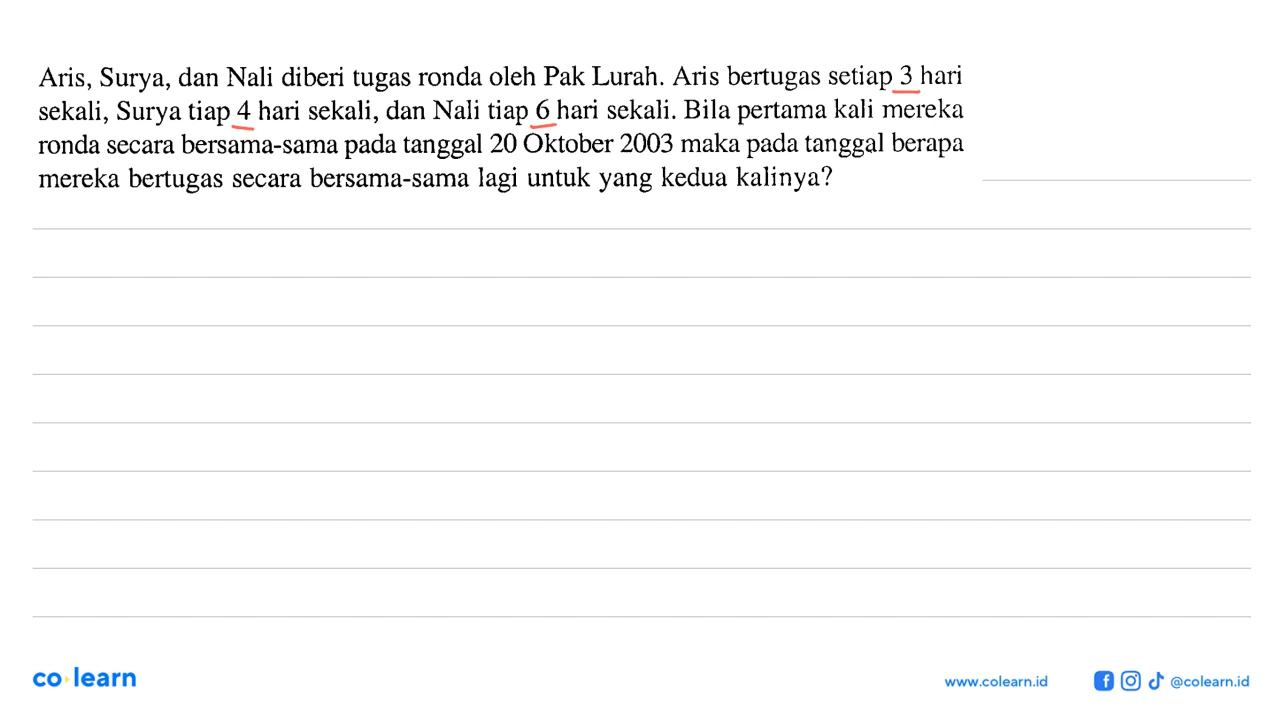 Aris, Surya, dan Nali diberi tugas ronda oleh Pak Lurah. Aris bertugas setiap 3 hari
sekali, Surya tiap 4 hari sekali, dan Nali tiap 6 hari sekali. Bila pertama kali mereka
ronda secara bersama-sama pada tanggal 20 Oktober 2003 maka pada tanggal berapa
mereka bertugas secara bersama-sama lagi untuk yang kedua kalinya?
co learn
www.colearn.id @colearn.id